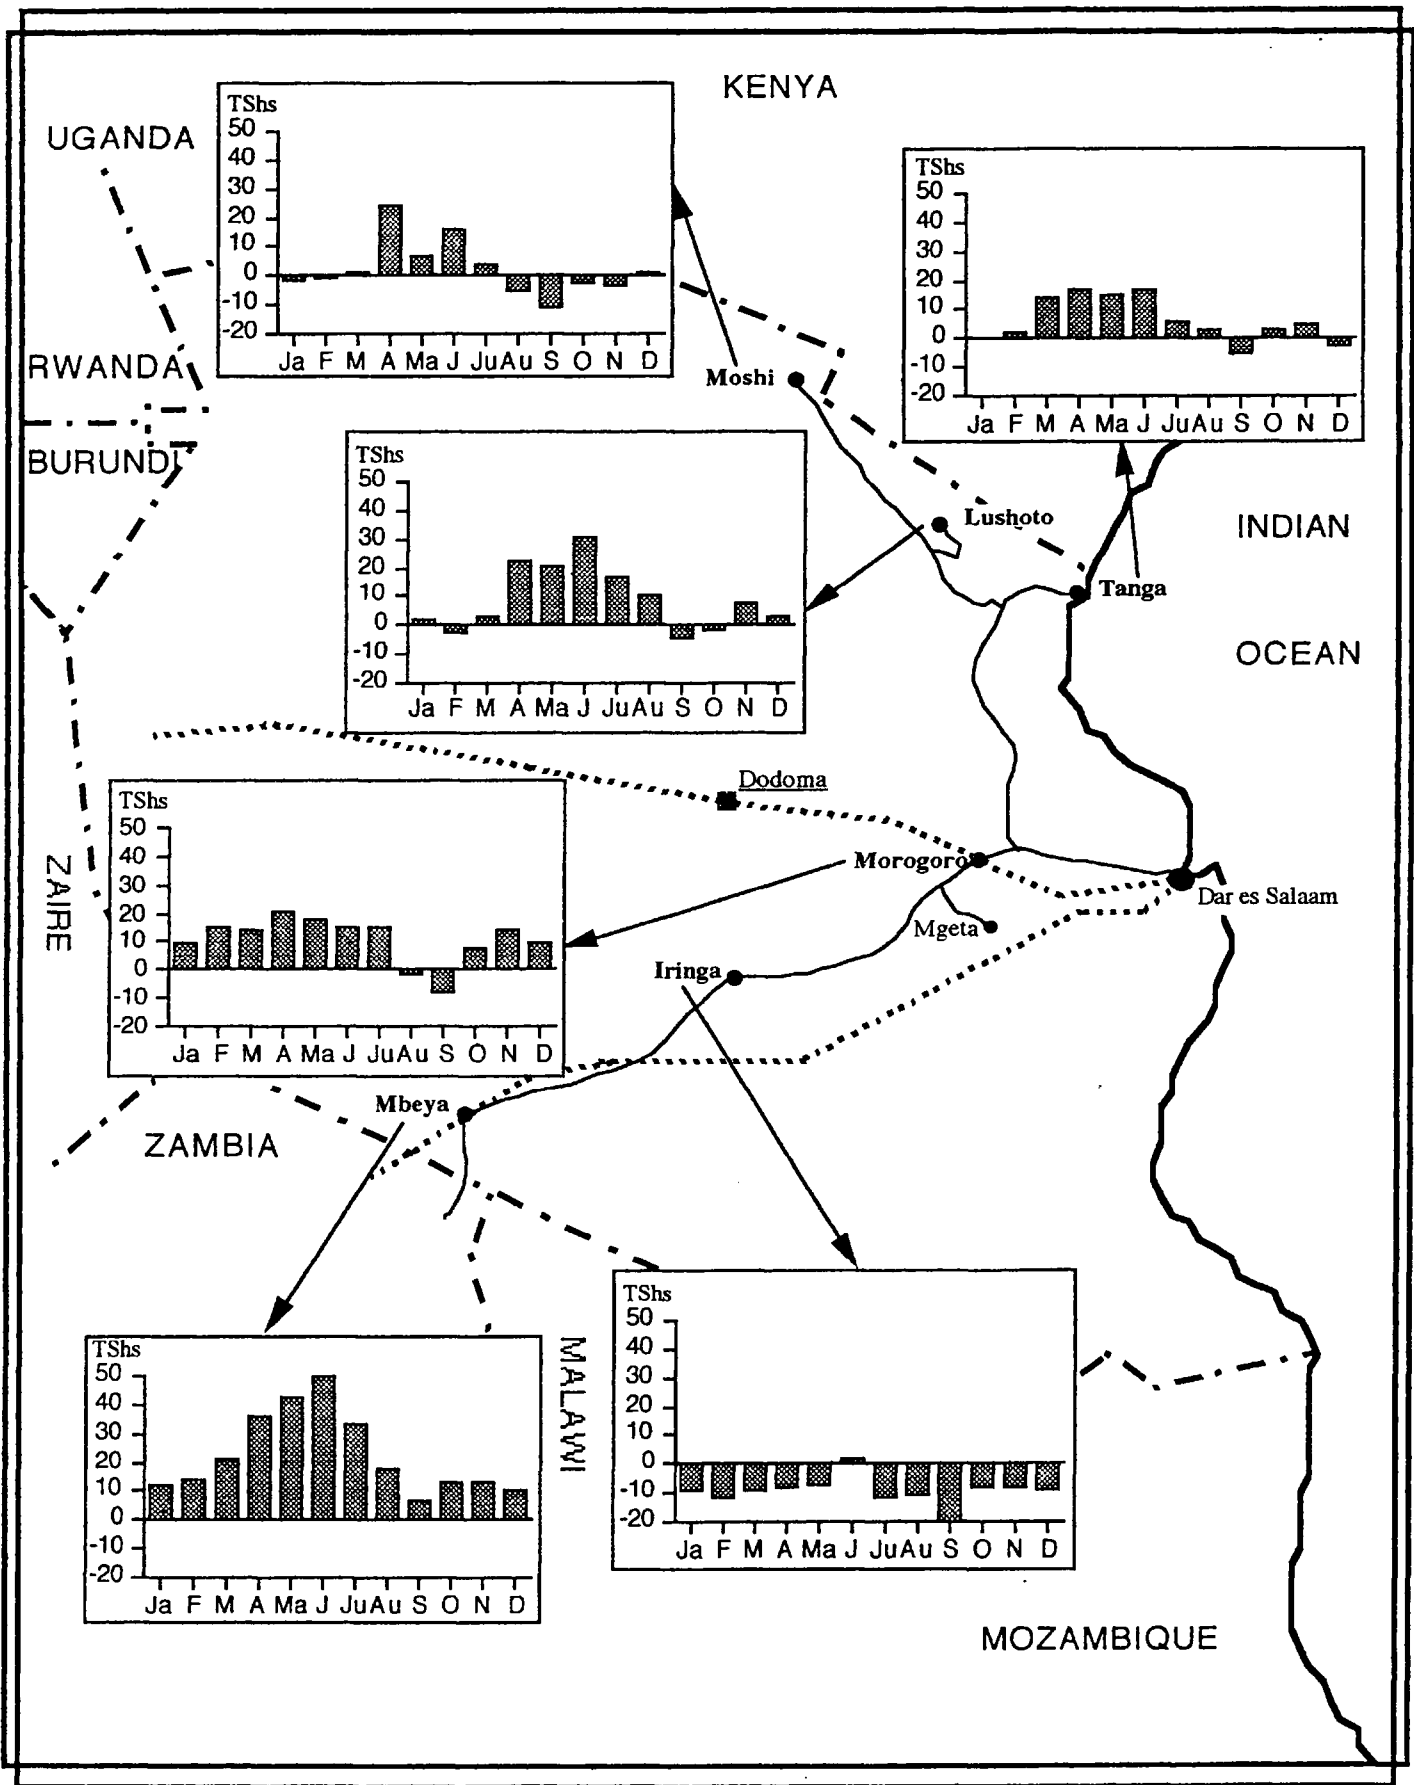 KENYA
UGANDA
RWANDA
BURUNDI
ZAIRE
ZAMBIA
MALAWI
MOZAMBIQUE
INDIAN
OCEAN
TShs
50
40
30
20
10
0
-10
-20
Ja F M A Ma J Ju Au S O N D
Moshi
TShs
50
40
30
20
10
0
-10
-20
Ja F M A Ma J Ju Au S O N D
Tanga
TShs
50
40
30
20
10
0
-10
-20
Ja F M A Ma J Ju Au S O N D
Lushoto
Dodoma
TShs
50
40
30
20
10
0
-10
-20
Ja F M A Ma J Ju Au S O N D
Morogoro
Dar es Salaam
Mgeta
Iringa
Mbeya
TShs
50
40
30
20
10
0
-10
-20
Ja F M A Ma J Ju Au S O N D
TShs
50
40
30
20
10
0
-10
-20
Ja F M A Ma J Ju Au S O N D